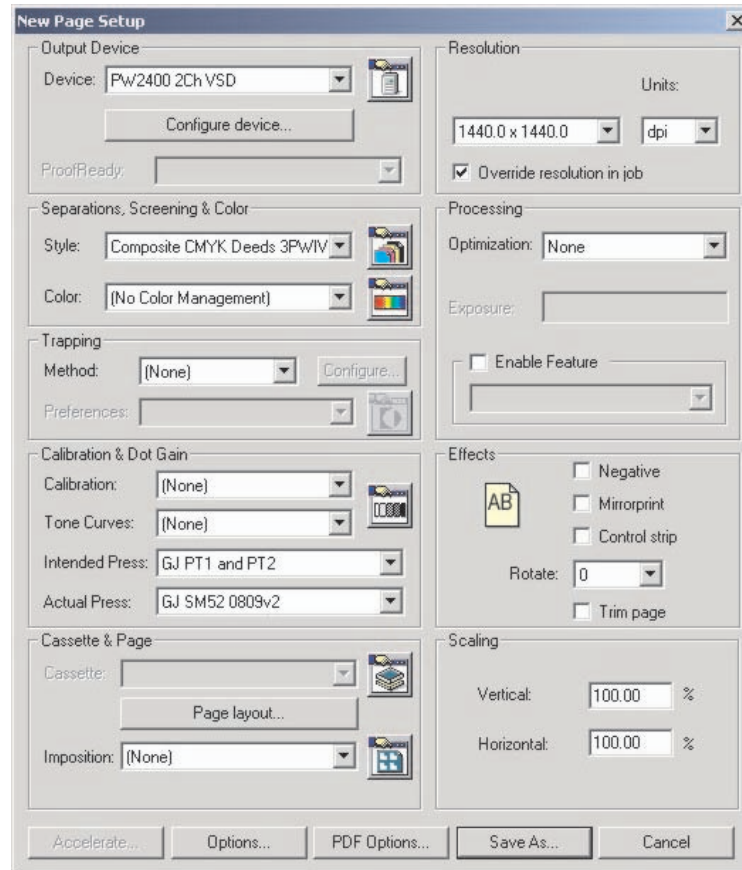 New Page Setup
Output Device
Device: PW2400 2Ch VSD
Configure device...
ProofReady:
Separations, Screening & Color
Style: Composite CMYK Deeds 3PWIV
Color: (No Color Management)
Trapping
Method: (None) Configure...
Preferences:
Calibration & Dot Gain
Calibration: (None)
Tone Curves: (None)
Intended Press: GJ PT1 and PT2
Actual Press: GJ SM52 0809v2
Cassette & Page
Cassette:
Page layout...
Imposition: (None)
Resolution
Units:
1440.0 x 1440.0 dpi
Override resolution in job
Processing
Optimization: None
Exposure:
Enable Feature
Effects
AB
Negative
Mirrorprint
Control strip
Rotate: 0
Trim page
Scaling
Vertical: 100.00 %
Horizontal: 100.00 %
Accelerate... Options... PDF Options... Save As... Cancel